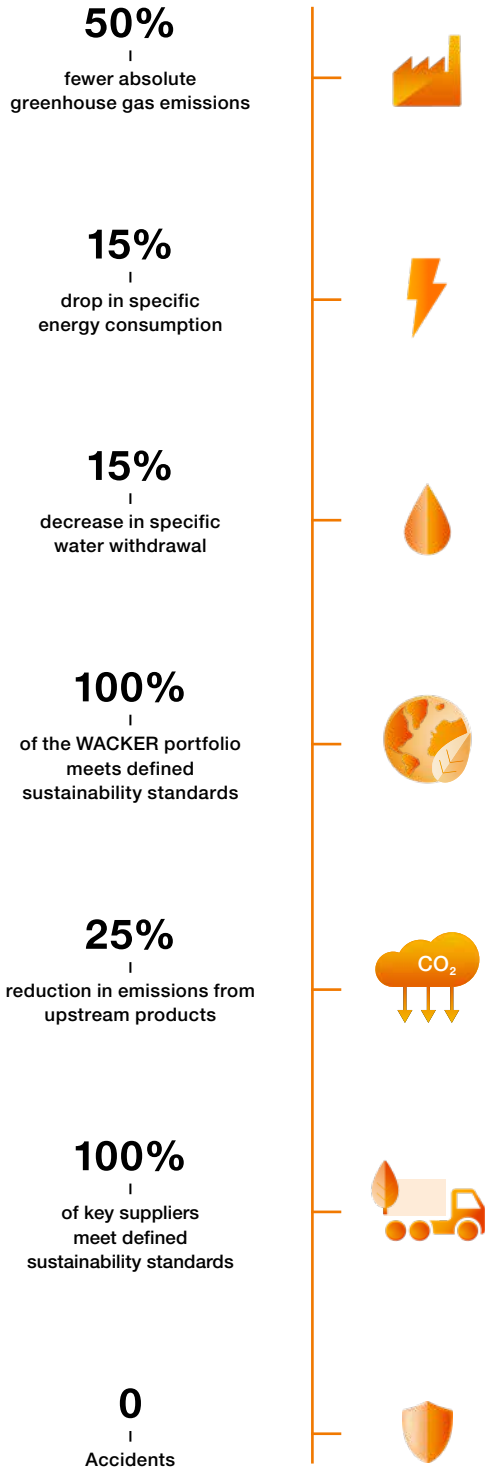 50%
fewer absolute
greenhouse gas emissions
15%
drop in specific
energy consumption
15%
decrease in specific
water withdrawal
100%
of the WACKER portfolio
meets defined
sustainability standards
25%
reduction in emissions from
upstream products
CO₂
100%
of key suppliers
meet defined
sustainability standards
0
Accidents